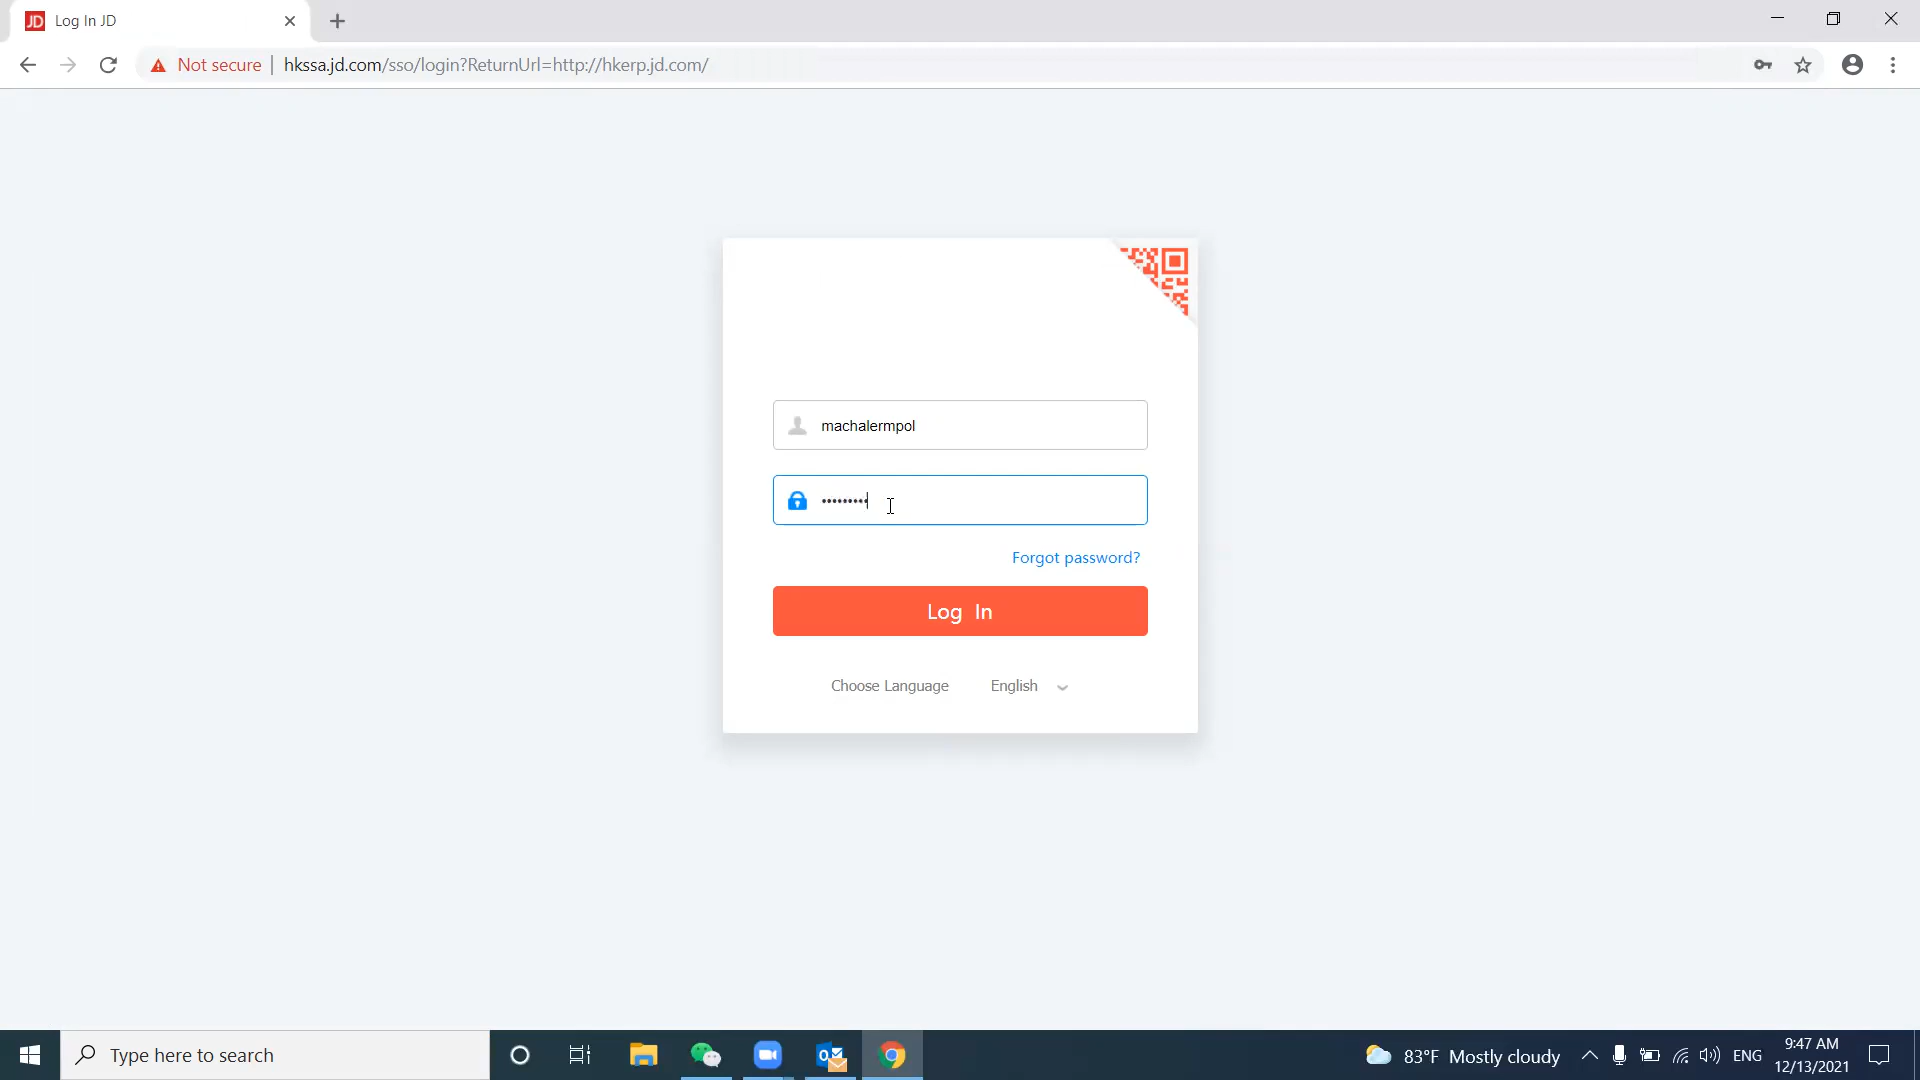 JD Log In JD
Not secure hkssa.jd.com/sso/login?ReturnUrl=http://hkerp.jd.com/
machalermpol
•••••••••
Forgot password?
Log In
Choose Language English
Type here to search
83°F Mostly cloudy ENG 9:47 AM
12/13/2021